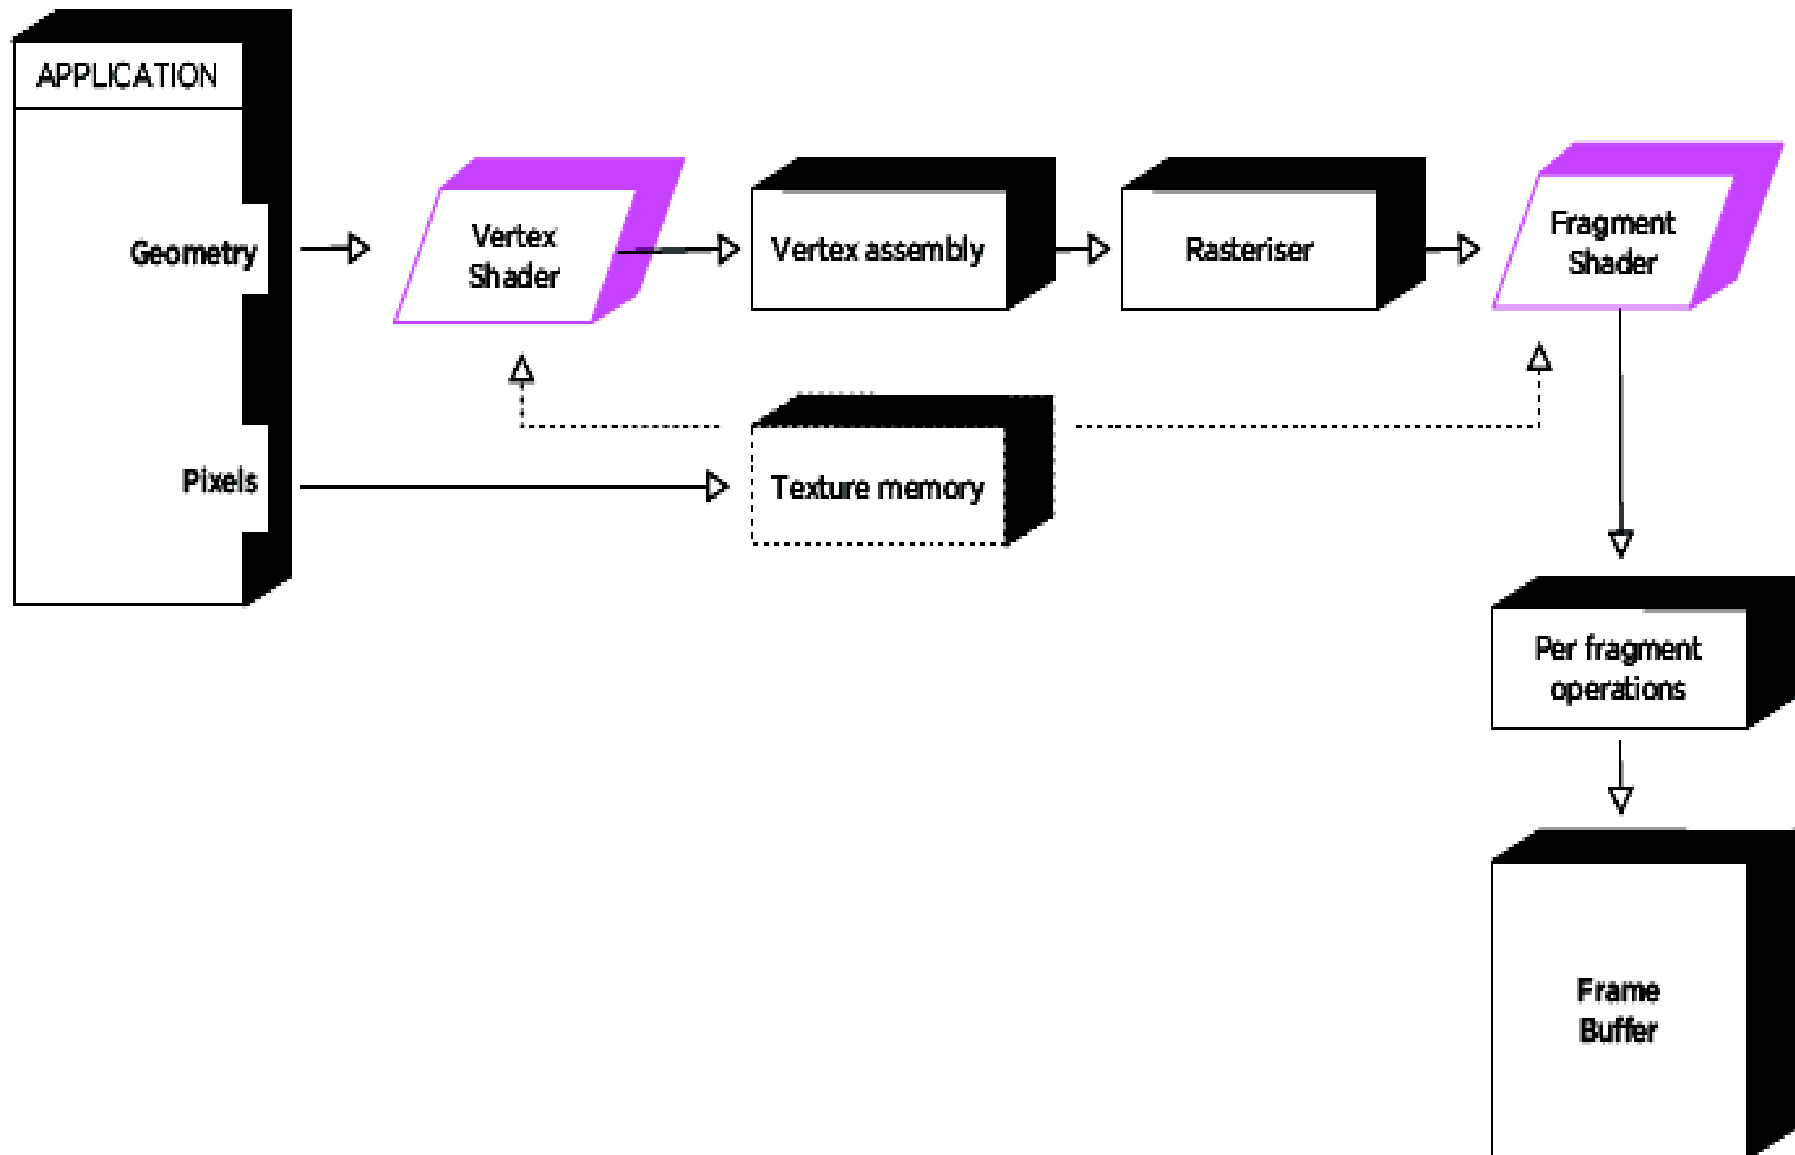 APPLICATION
Geometry
Pixels
Vertex
Shader
Vertex assembly
Rasteriser
Fragment
Shader
Texture memory
Per fragment
operations
Frame
Buffer